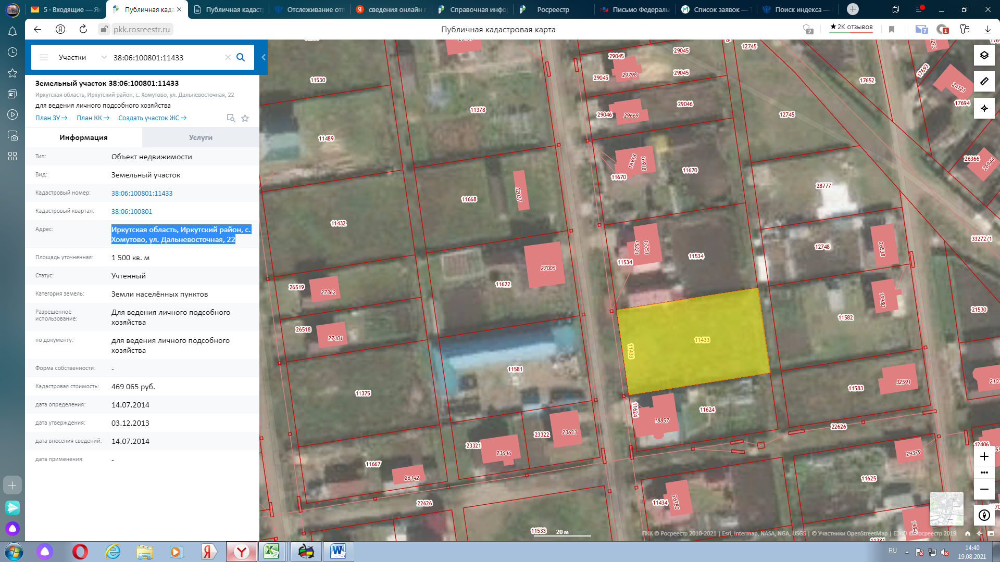 5 · Входящие — Ян
Публичная када
Публичная кадаст
Отслеживание отп
сведения онлайн п
Справочная инфо
Росреестр
Письмо Федераль
Список заявок — Т
Поиск индекса —
pkk.rosreestr.ru
Публичная кадастровая карта
★2К отзывов
2
7
1
Участки
38:06:100801:11433
Земельный участок 38:06:100801:11433
Иркутская область, Иркутский район, с. Хомутово, ул. Дальневосточная, 22
для ведения личного подсобного хозяйства
План ЗУ →
План КК →
Создать участок ЖС →
Информация
Услуги
Тип: Объект недвижимости
Вид: Земельный участок
Кадастровый номер: 38:06:100801:11433
Кадастровый квартал: 38:06:100801
Адрес: Иркутская область, Иркутский район, с.
Хомутово, ул. Дальневосточная, 22
Площадь уточненная: 1 500 кв. м
Статус: Учтенный
Категория земель: Земли населённых пунктов
Разрешенное
использование:
Для ведения личного подсобного
хозяйства
по документу: для ведения личного подсобного
хозяйства
Форма собственности: -
Кадастровая стоимость: 469 065 руб.
дата определения: 14.07.2014
дата утверждения: 03.12.2013
дата внесения сведений: 14.07.2014
дата применения: -
12745
29045
29045
11530
29798
29045
29045
17693
17652
24121
17694
11378
29046
29046
29669
12745
11489
16918
16918
11670
11670
26366
26944
28777
11668
32037
11432
33272/1
17751
17751
11534
11534
12748
26538
27005
11622
26519
27362
19980
21530
11582
26518
27401
11433
11433
11581
11375
11583
32591
11624
11624
18857
22626
23322
23633
23321
23646
12406
29379
11667
26142
11625
22626
11434
26780
11533
20 м
ПКК © Росреестр 2010-2021 | Esri, Intermap, NASA, NGA, USGS | © Участники OpenStreetMap | ЕЭКО © Росреестр 2019
RU
14:40
19.08.2021